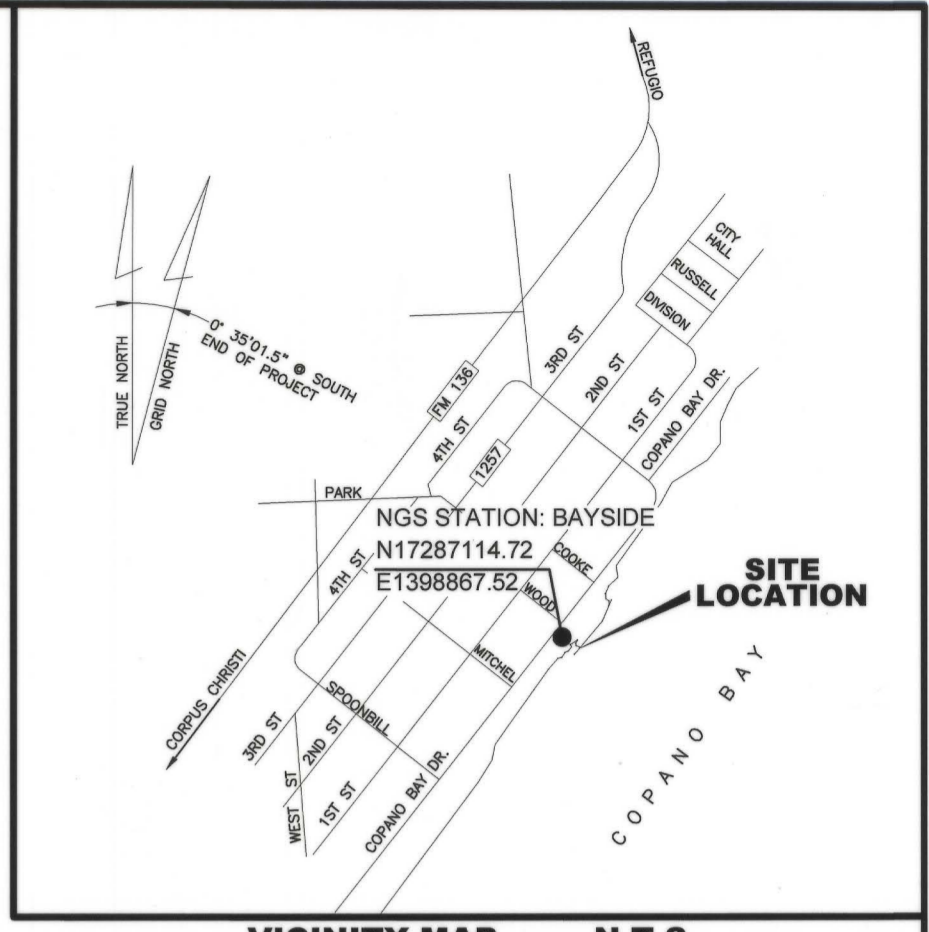 REFUGIO
CITY
HALL
RUSSELL
DIVISION
TRUE NORTH
GRID NORTH
0° 35'01.5" @ SOUTH
END OF PROJECT
3RD ST
2ND ST
1ST ST
COPANO BAY DR.
FM 136
4TH ST
1257
PARK
NGS STATION: BAYSIDE
N17287114.72
E1398867.52
4TH ST
COOKE
WOOD
SITE
LOCATION
MITCHEL
SPOONBILL
CORPUS CHRISTI
3RD ST
2ND ST
WEST ST
1ST ST
COPANO BAY DR.
COPANO BAY
VICINITY MAP N.T.S.